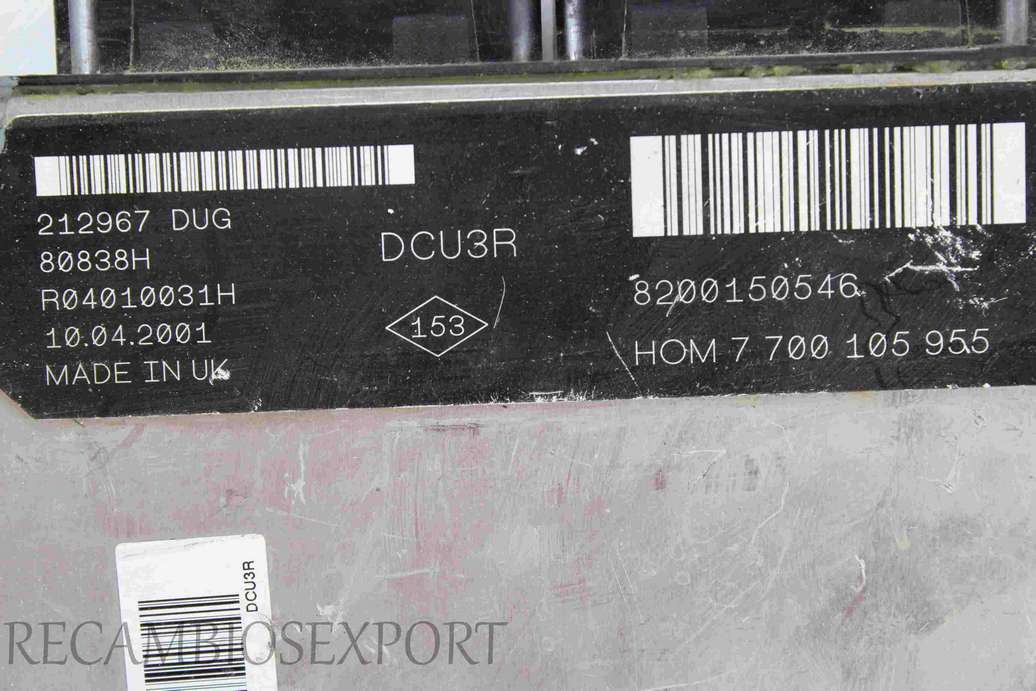 212967 DUG
80838H
R04010031H
10.04.2001
MADE IN UK
DCU3R
153
8200150546
HOM 7 700 105 955
DCU3R
RECAMBIOSEXPORT